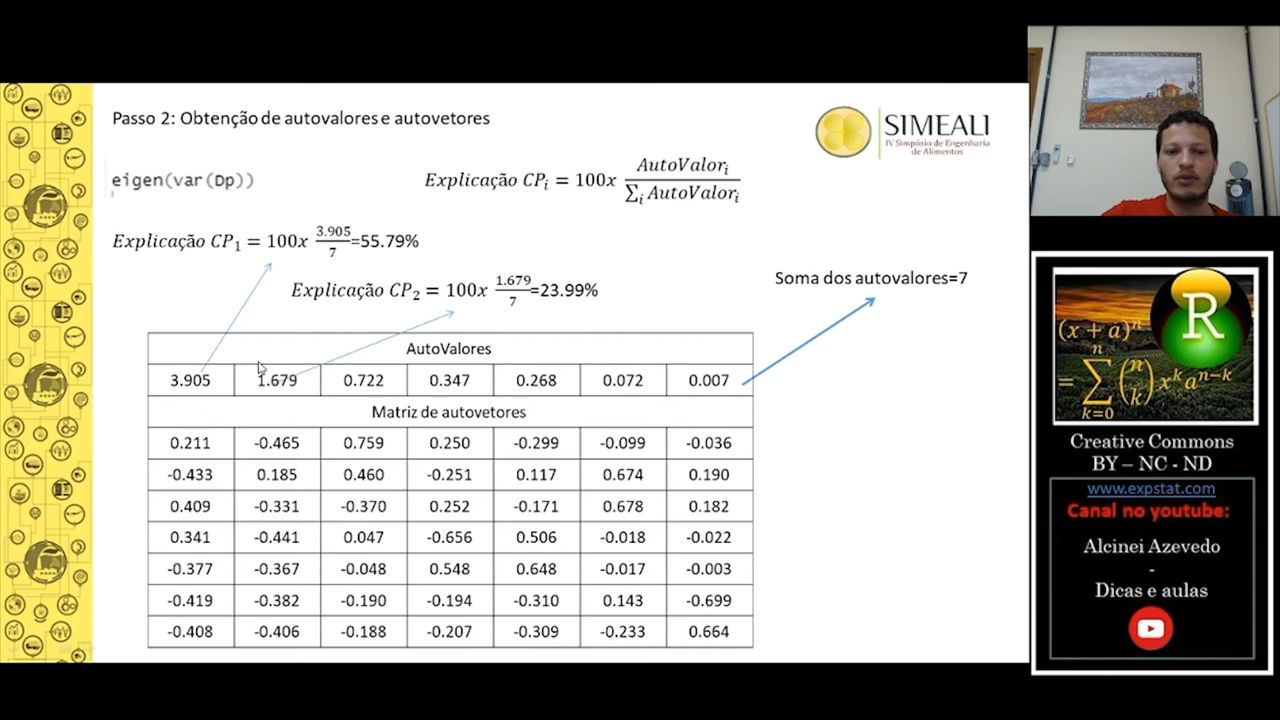 Passo 2: Obtenção de autovalores e autovetores
SIMEALI
IV Simpósio de Engenharia
de Alimentos
eigen(var(Dp))
Explicação CPᵢ = 100x AutoValorᵢ / ∑ᵢ AutoValorᵢ
Explicação CP₁ = 100x 3.905/7 =55.79%
Explicação CP₂ = 100x 1.679/7 =23.99%
Soma dos autovalores=7
AutoValores
3.905 1.679 0.722 0.347 0.268 0.072 0.007
Matriz de autovetores
0.211 -0.465 0.759 0.250 -0.299 -0.099 -0.036
-0.433 0.185 0.460 -0.251 0.117 0.674 0.190
0.409 -0.331 -0.370 0.252 -0.171 0.678 0.182
0.341 -0.441 0.047 -0.656 0.506 -0.018 -0.022
-0.377 -0.367 -0.048 0.548 0.648 -0.017 -0.003
-0.419 -0.382 -0.190 -0.194 -0.310 0.143 -0.699
-0.408 -0.406 -0.188 -0.207 -0.309 -0.233 0.664
R
(x + a)ⁿ
= ∑ₖ₌₀ⁿ (n k) xᵏaⁿ⁻ᵏ
Creative Commons
BY – NC - ND
www.expstat.com
Canal no youtube:
Alcinei Azevedo
-
Dicas e aulas